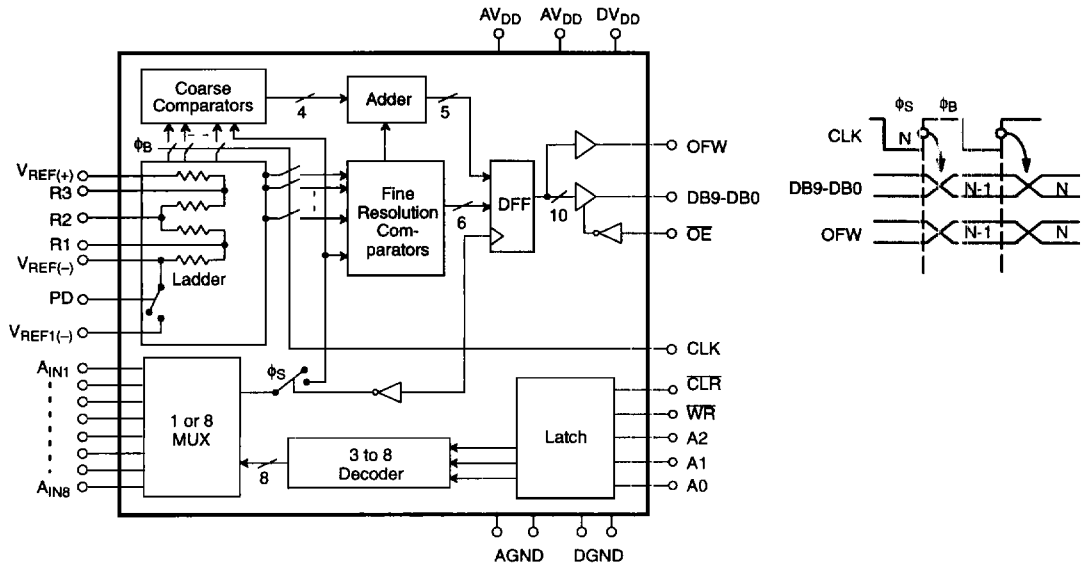 AVDD AVDD DVDD
Coarse
Comparators
4
Adder
5
ϕB
VREF(+)
R3
R2
R1
VREF(–)
PD
VREF1(–)
Ladder
Fine
Resolution
Com-
parators
6
DFF
10
OFW
DB9-DB0
OE
CLK
AIN1
AIN8
1 or 8
MUX
ϕS
8
3 to 8
Decoder
Latch
CLR
WR
A2
A1
A0
AGND DGND
ϕS ϕB
CLK N
DB9-DB0 N-1 N
OFW N-1 N